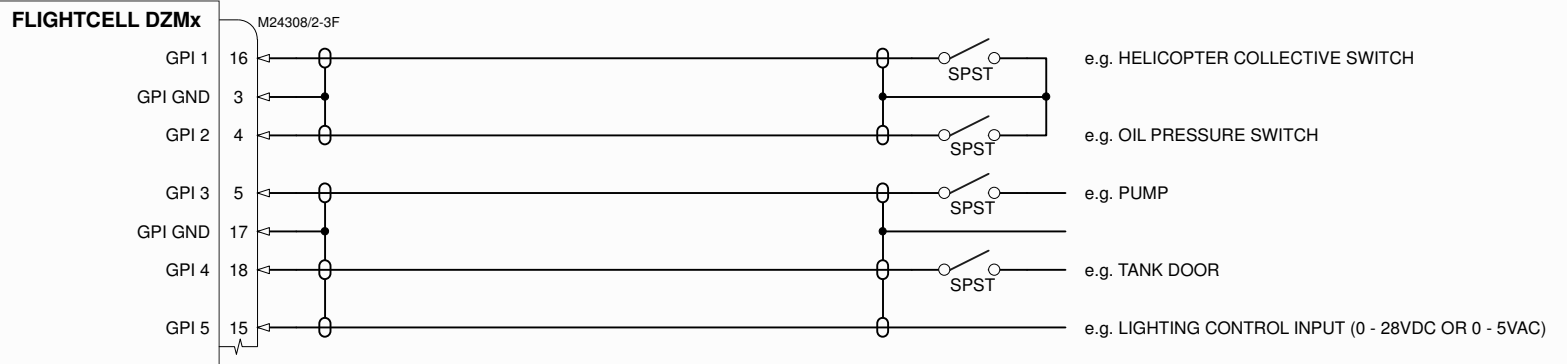 FLIGHTCELL DZMx
M24308/2-3F
GPI 1 16 SPST e.g. HELICOPTER COLLECTIVE SWITCH
GPI GND 3
GPI 2 4 SPST e.g. OIL PRESSURE SWITCH
GPI 3 5 SPST e.g. PUMP
GPI GND 17
GPI 4 18 SPST e.g. TANK DOOR
GPI 5 15 e.g. LIGHTING CONTROL INPUT (0 - 28VDC OR 0 - 5VAC)